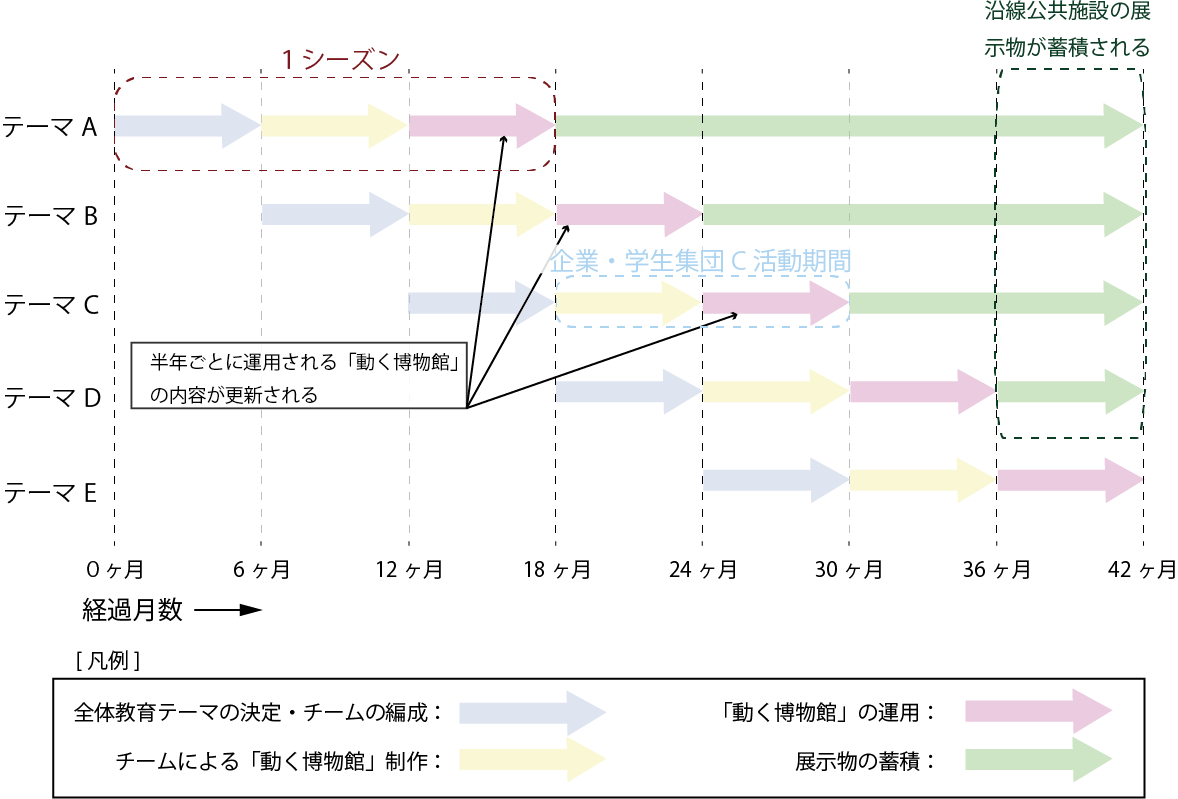 沿線公共施設の展
示物が蓄積される
1 シーズン
テーマ A
テーマ B
企業・学生集団 C 活動期間
テーマ C
半年ごとに運用される「動く博物館」
の内容が更新される
テーマ D
テーマ E
0 ヶ月
6 ヶ月
12 ヶ月
18 ヶ月
24 ヶ月
30 ヶ月
36 ヶ月
42 ヶ月
経過月数
[ 凡例 ]
全体教育テーマの決定・チームの編成：
「動く博物館」の運用：
チームによる「動く博物館」制作：
展示物の蓄積：